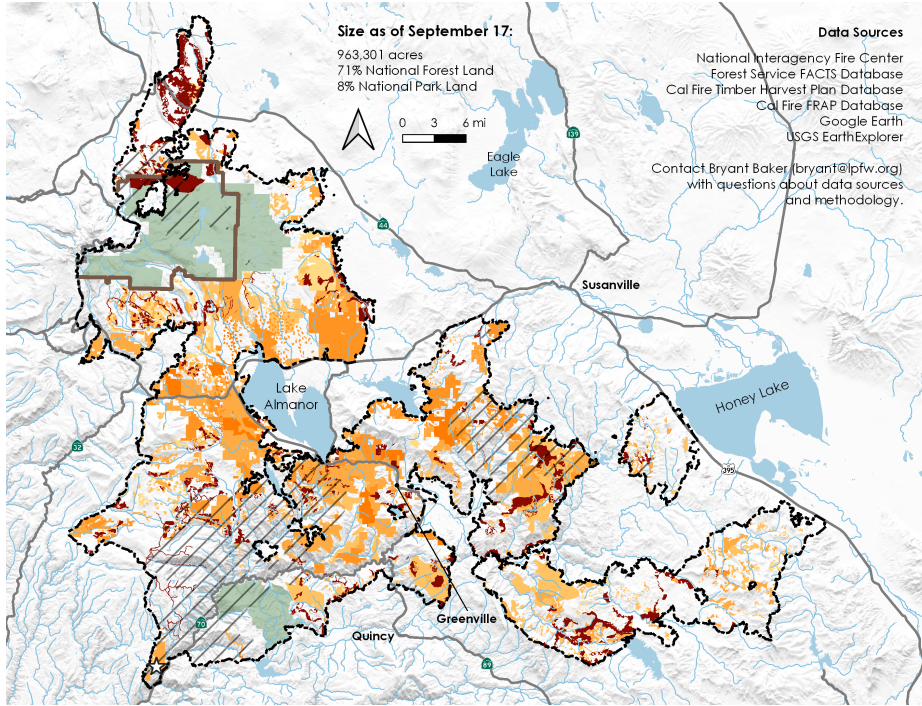 Size as of September 17:
963,301 acres
71% National Forest Land
8% National Park Land
0 3 6 mi
Data Sources
National Interagency Fire Center
Forest Service FACTS Database
Cal Fire Timber Harvest Plan Database
Cal Fire FRAP Database
Google Earth
USGS EarthExplorer
Contact Bryant Baker (bryant@lpfw.org)
with questions about data sources
and methodology.
139
Eagle
Lake
44
Susanville
Lake
Almanor
Honey Lake
32
395
70
Greenville
Quincy
89